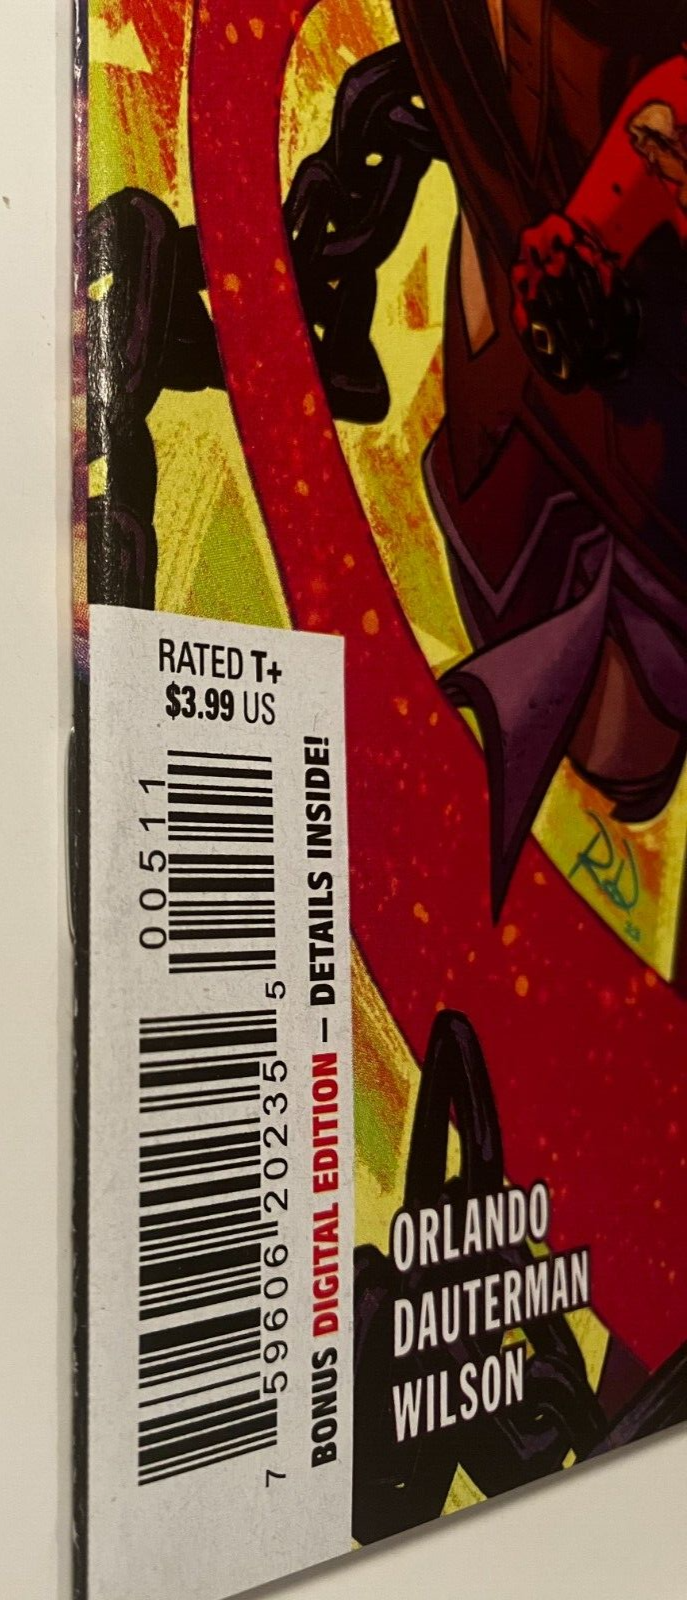 RATED T+
$3.99 US
00511
7 59606 20235 5
BONUS DIGITAL EDITION – DETAILS INSIDE!
ORLANDO
DAUTERMAN
WILSON